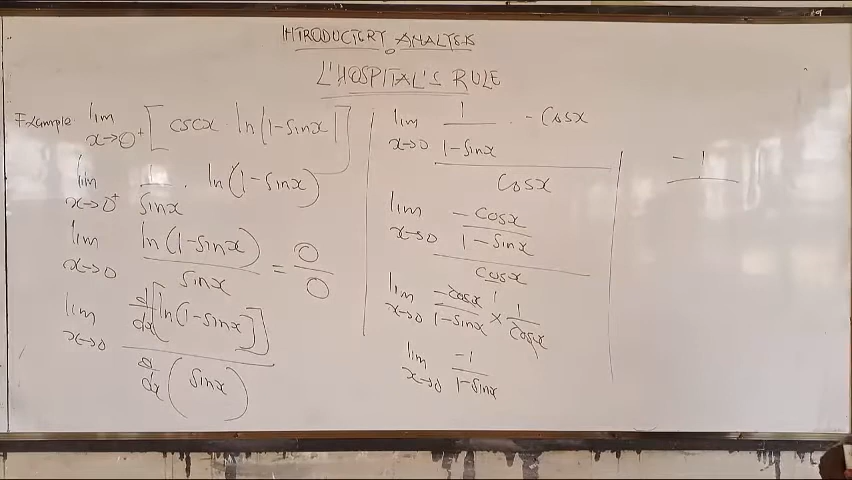 INTRODUCTORY ANALYSIS
L'HOSPITAL'S RULE
Example: lim x→0⁺ [cscx · ln(1-sinx)]
lim x→0⁺ 1/sinx · ln(1-sinx)
lim x→0 ln(1-sinx)/sinx = 0/0
lim x→0 d/dx[ln(1-sinx)] / d/dx(sinx)
lim x→0 1/(1-sinx) · -cosx / cosx
lim x→0 -cosx/(1-sinx) / cosx
lim x→0 -cosx/(1-sinx) × 1/cosx
lim x→0 -1/(1-sinx)
-1